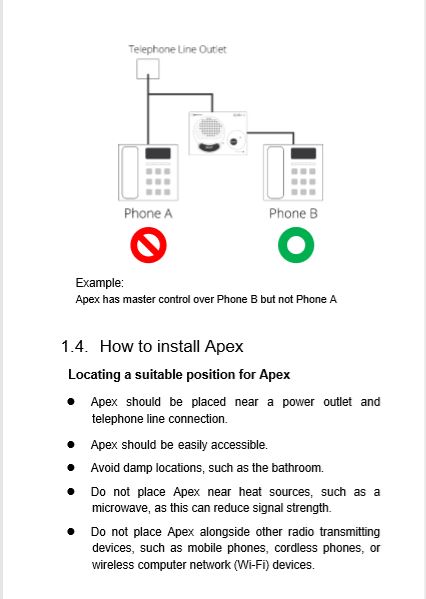 Telephone Line Outlet
Phone A
Phone B
Example:
Apex has master control over Phone B but not Phone A
1.4. How to install Apex
Locating a suitable position for Apex
● Apex should be placed near a power outlet and
telephone line connection.
● Apex should be easily accessible.
● Avoid damp locations, such as the bathroom.
● Do not place Apex near heat sources, such as a
microwave, as this can reduce signal strength.
● Do not place Apex alongside other radio transmitting
devices, such as mobile phones, cordless phones, or
wireless computer network (Wi-Fi) devices.